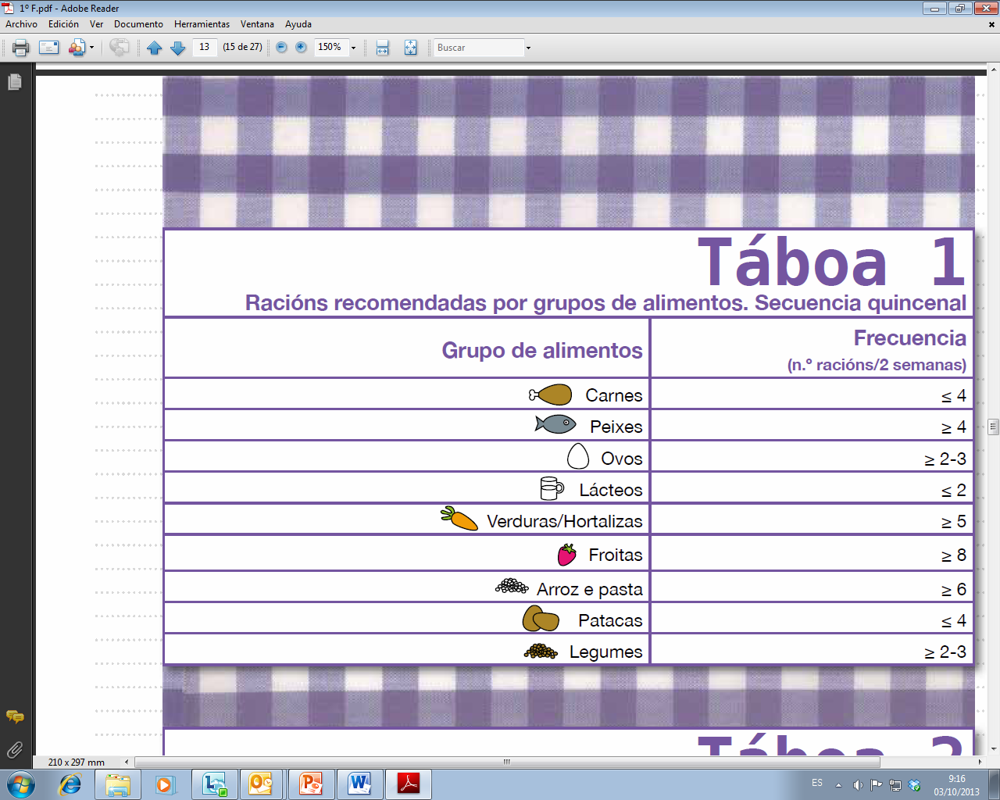 1º F.pdf - Adobe Reader
Archivo Edición Ver Documento Herramientas Ventana Ayuda
13 (15 de 27) 150% Buscar
Táboa 1
Racións recomendadas por grupos de alimentos. Secuencia quincenal
Grupo de alimentos
Frecuencia
(n.º racións/2 semanas)
Carnes ≤ 4
Peixes ≥ 4
Ovos ≥ 2-3
Lácteos ≤ 2
Verduras/Hortalizas ≥ 5
Froitas ≥ 8
Arroz e pasta ≥ 6
Patacas ≤ 4
Legumes ≥ 2-3
Táboa 2
210 x 297 mm
ES 9:16
03/10/2013